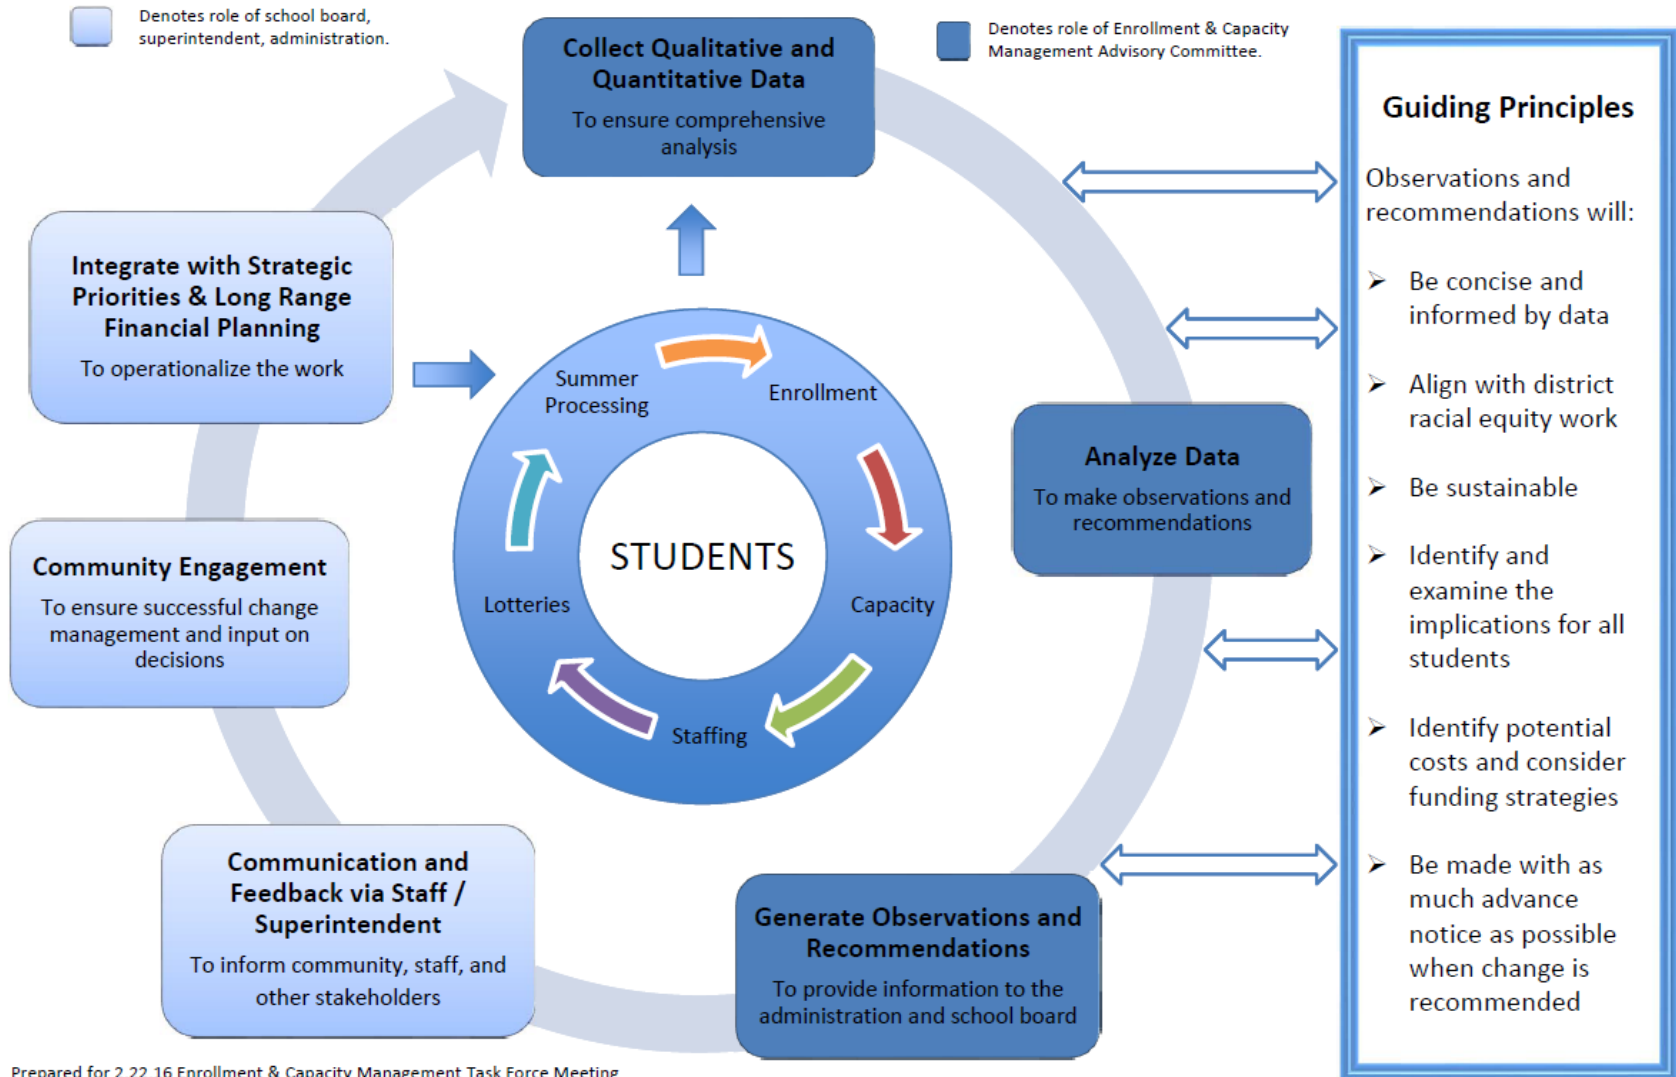 Denotes role of school board,
superintendent, administration.
Denotes role of Enrollment & Capacity
Management Advisory Committee.
Collect Qualitative and
Quantitative Data
To ensure comprehensive
analysis
Integrate with Strategic
Priorities & Long Range
Financial Planning
To operationalize the work
Summer
Processing
Enrollment
Capacity
Staffing
Lotteries
STUDENTS
Analyze Data
To make observations and
recommendations
Community Engagement
To ensure successful change
management and input on
decisions
Communication and
Feedback via Staff /
Superintendent
To inform community, staff, and
other stakeholders
Generate Observations and
Recommendations
To provide information to the
administration and school board
Guiding Principles
Observations and
recommendations will:
➢ Be concise and
informed by data
➢ Align with district
racial equity work
➢ Be sustainable
➢ Identify and
examine the
implications for all
students
➢ Identify potential
costs and consider
funding strategies
➢ Be made with as
much advance
notice as possible
when change is
recommended
Prepared for 2.22.16 Enrollment & Capacity Management Task Force Meeting